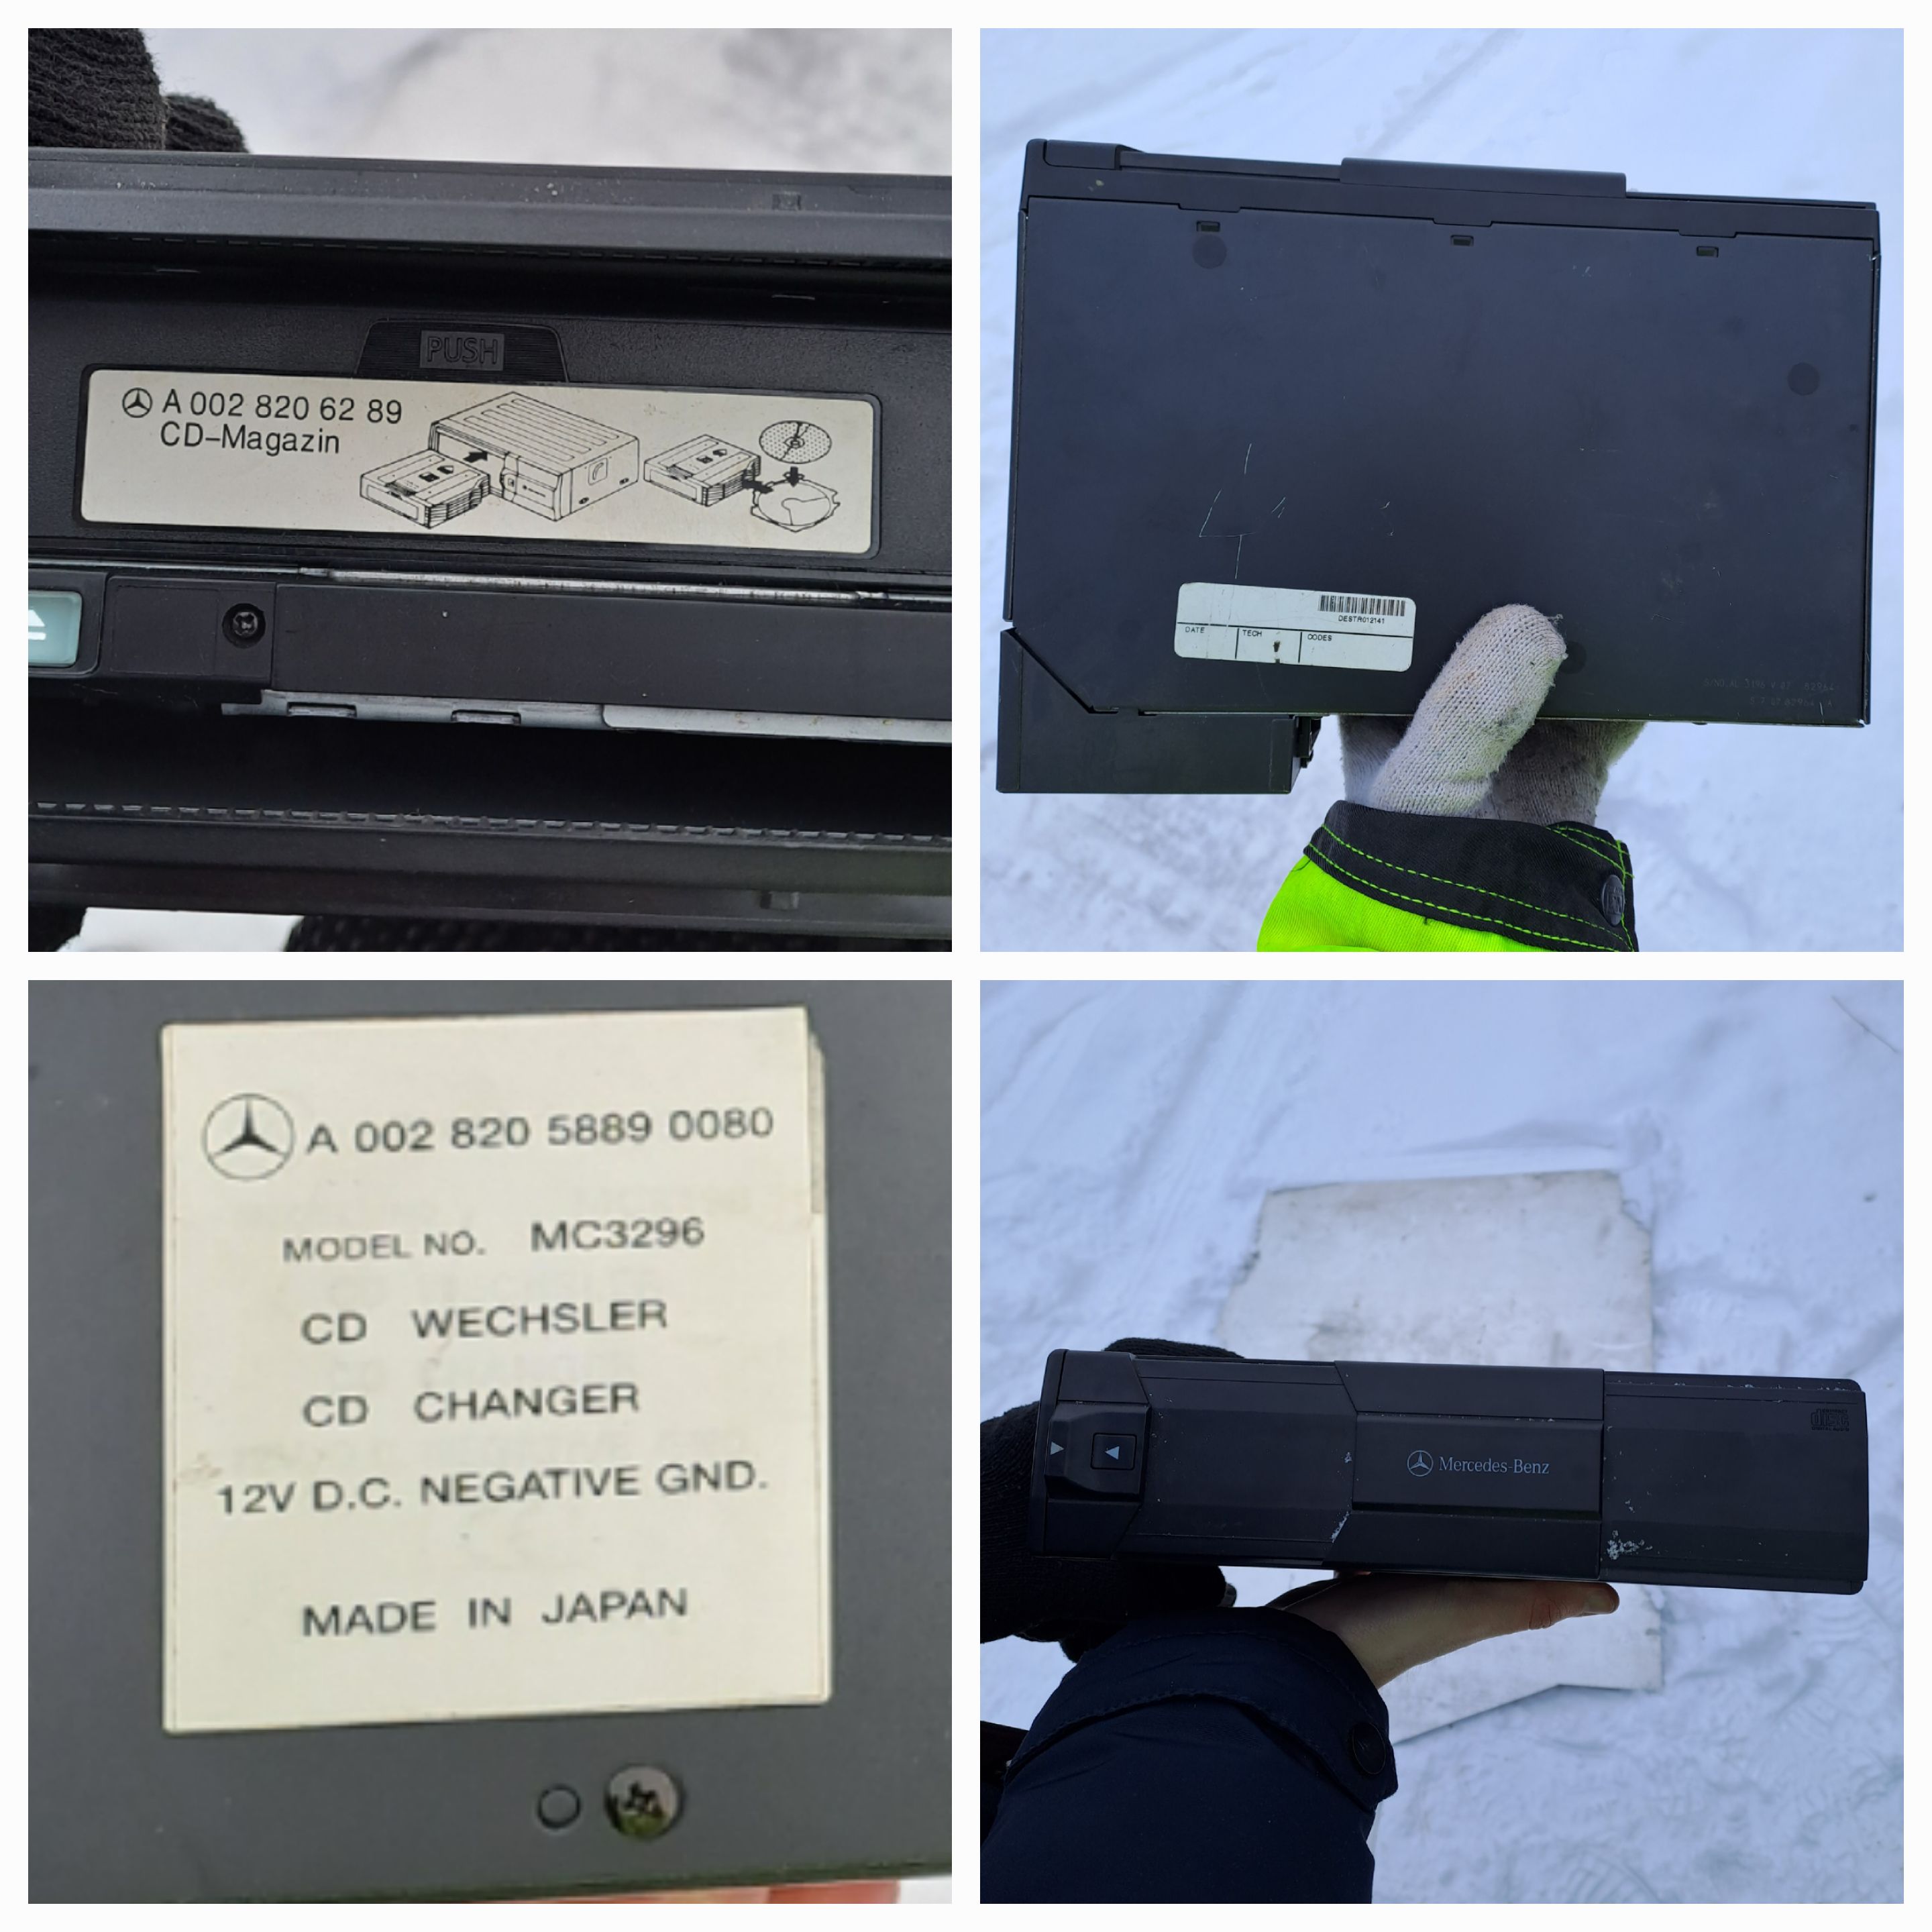 PUSH
A 002 820 62 89
CD-Magazin
DESTR012141
DATE
TECH
CODES
A 002 820 5889 0080
MODEL NO. MC3296
CD WECHSLER
CD CHANGER
12V D.C. NEGATIVE GND.
MADE IN JAPAN
Mercedes-Benz